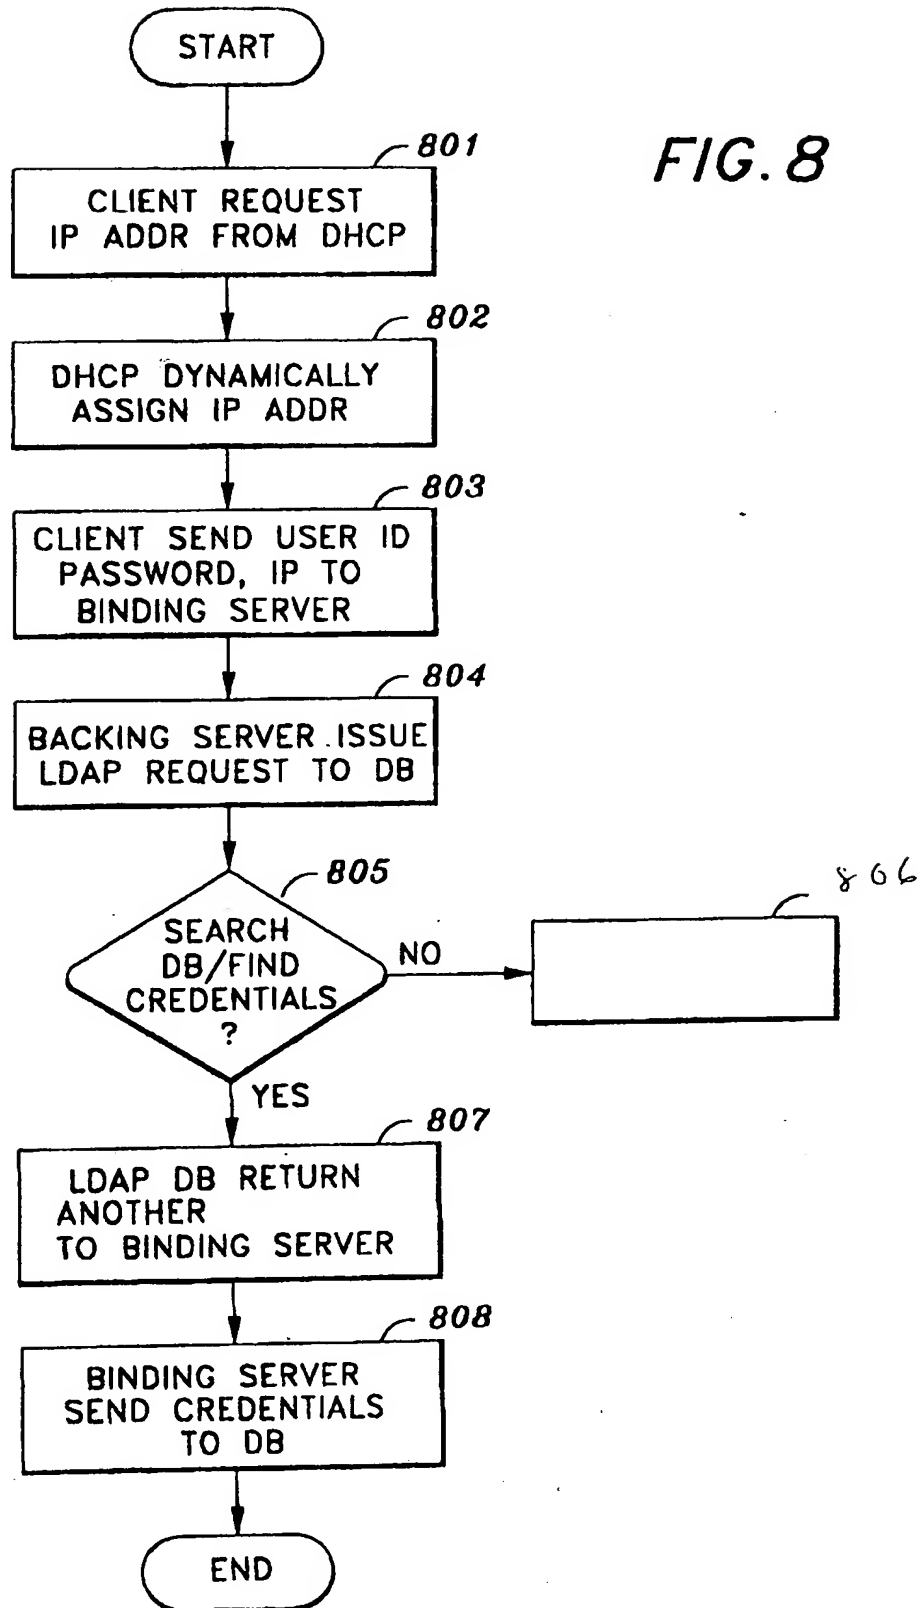 START
FIG. 8
801
CLIENT REQUEST
IP ADDR FROM DHCP
802
DHCP DYNAMICALLY
ASSIGN IP ADDR
803
CLIENT SEND USER ID
PASSWORD, IP TO
BINDING SERVER
804
BACKING SERVER ISSUE
LDAP REQUEST TO DB
805
SEARCH
DB/FIND
CREDENTIALS
?
NO
806
YES
807
LDAP DB RETURN
ANOTHER
TO BINDING SERVER
808
BINDING SERVER
SEND CREDENTIALS
TO DB
END